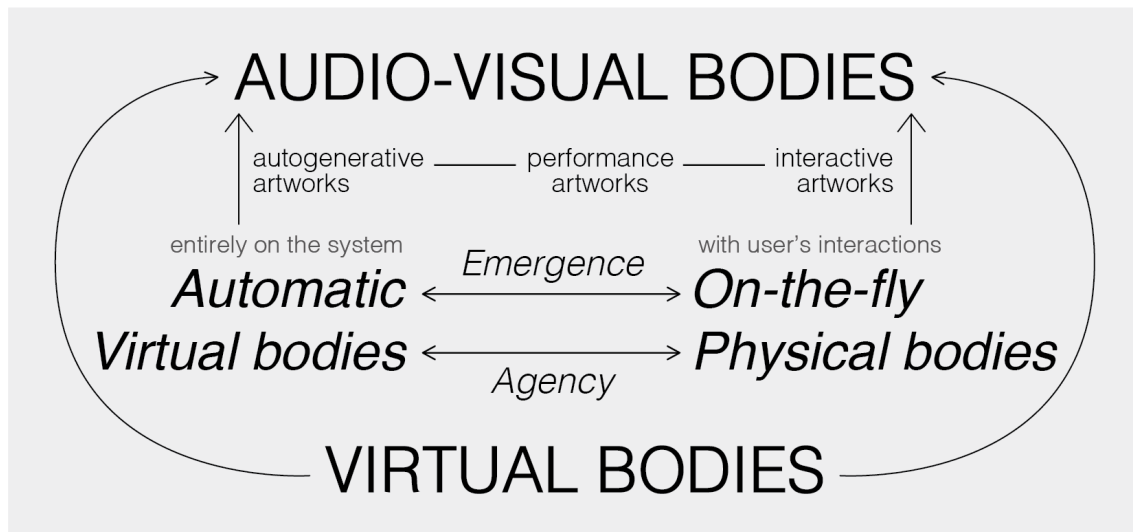 AUDIO-VISUAL BODIES
autogenerative
artworks
performance
artworks
interactive
artworks
entirely on the system
with user's interactions
Emergence
Automatic
On-the-fly
Virtual bodies
Physical bodies
Agency
VIRTUAL BODIES